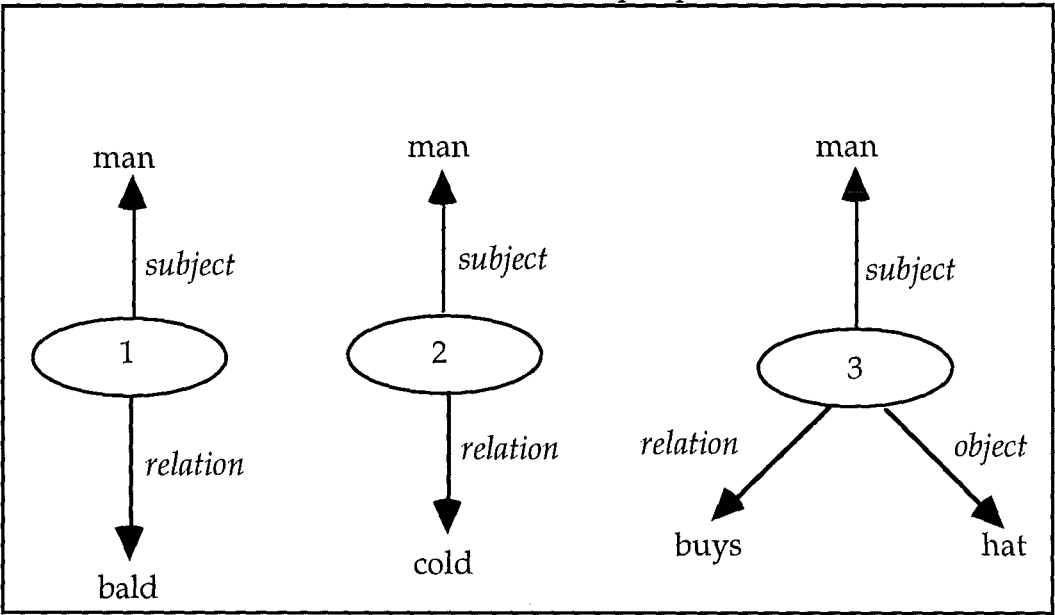 man man man
subject subject subject
1 2 3
relation relation relation object
bald cold buys hat